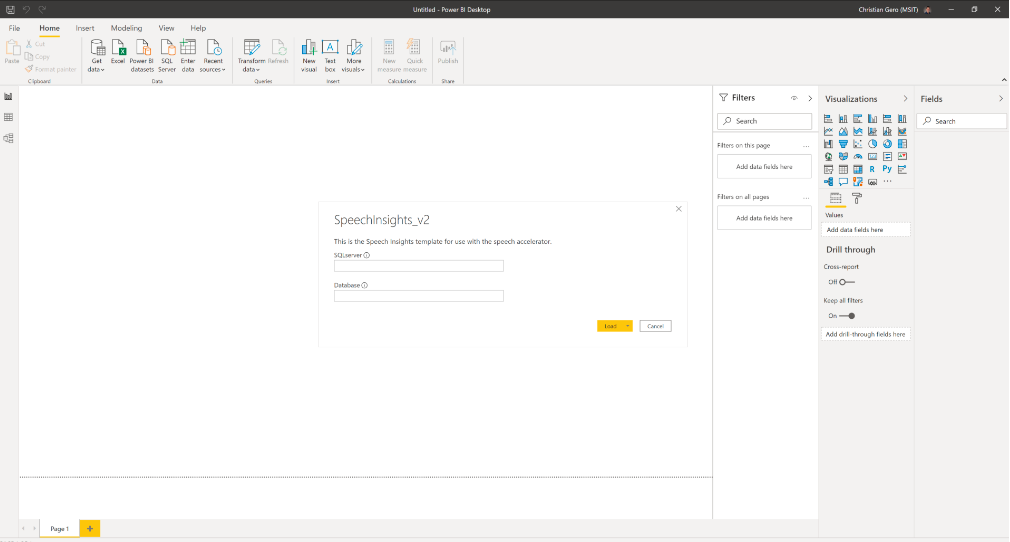 Untitled - Power BI Desktop
Christian Gero (MSIT)
File Home Insert Modeling View Help
Paste
Cut
Copy
Format painter
Clipboard
Get data
Excel
Power BI datasets
SQL Server
Enter data
Recent sources
Data
Transform data
Refresh
Queries
New visual
Text box
More visuals
Insert
New measure
Quick measure
Calculations
Publish
Share
Filters
Search
Filters on this page
Add data fields here
Filters on all pages
Add data fields here
Visualizations
R Py
Values
Add data fields here
Drill through
Cross-report
Off
Keep all filters
On
Add drill-through fields here
Fields
Search
SpeechInsights_v2
This is the Speech Insights template for use with the speech accelerator.
SQLserver
Database
Load
Cancel
Page 1